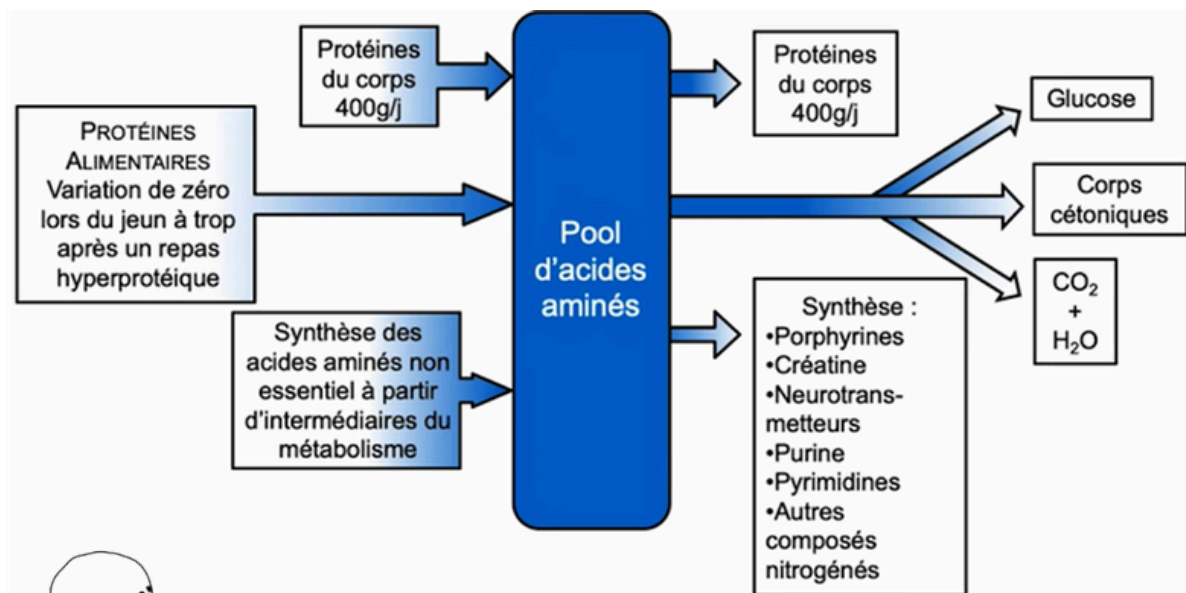 Protéines
du corps
400g/j
PROTÉINES
ALIMENTAIRES
Variation de zéro
lors du jeun à trop
après un repas
hyperprotéique
Synthèse des
acides aminés non
essentiel à partir
d'intermédiaires du
métabolisme
Pool
d'acides
aminés
Protéines
du corps
400g/j
Glucose
Corps
cétoniques
CO₂
+
H₂O
Synthèse :
•Porphyrines
•Créatine
•Neurotrans-
metteurs
•Purine
•Pyrimidines
•Autres
composés
nitrogénés